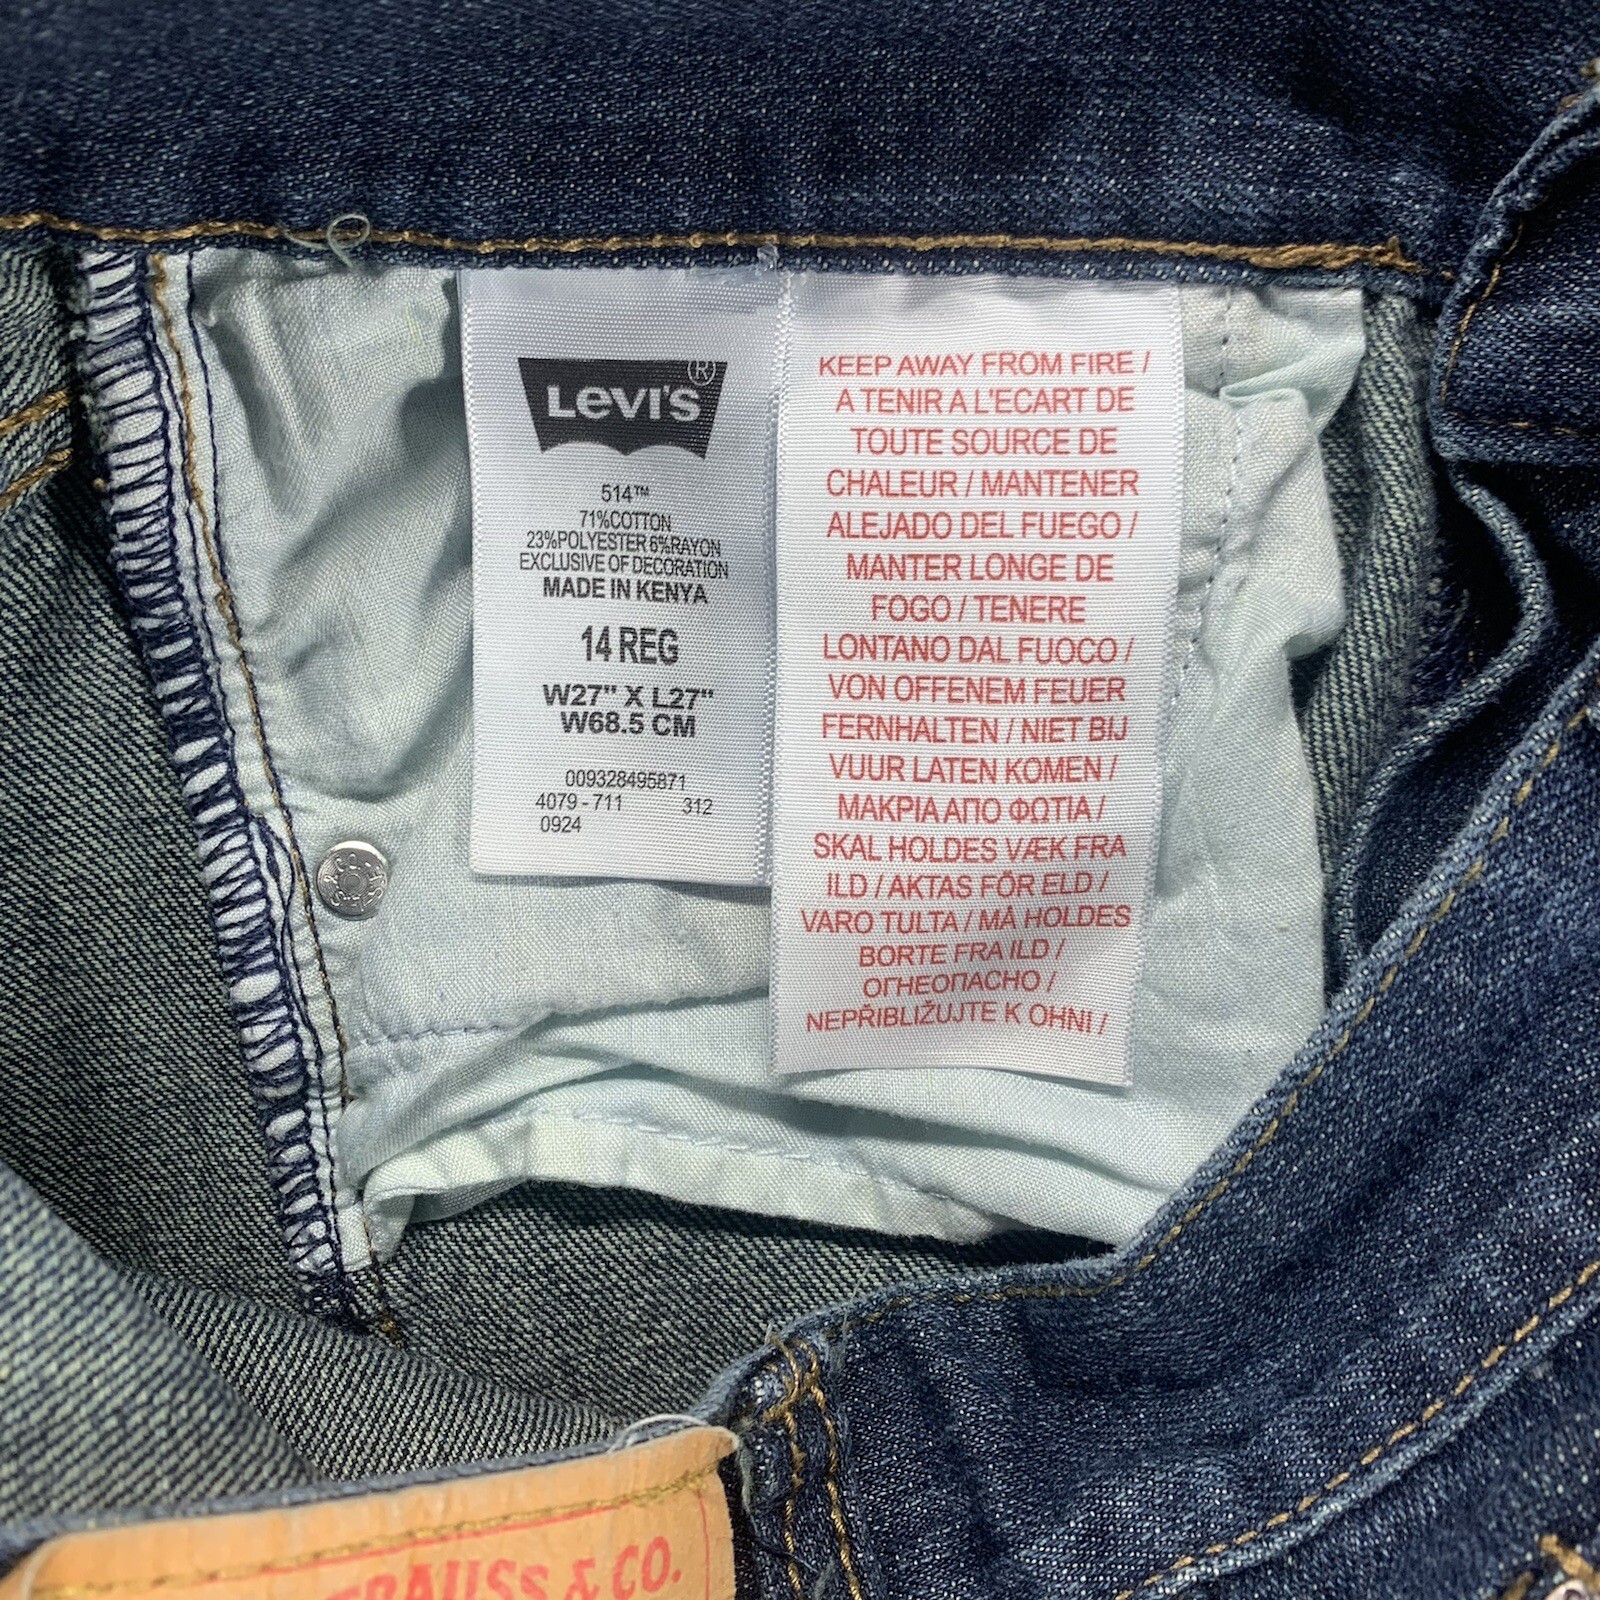 LEVI'S ®
514™
71%COTTON
23%POLYESTER 6%RAYON
EXCLUSIVE OF DECORATION
MADE IN KENYA
14 REG
W27" X L27"
W68.5 CM
009328495871
4079 - 711 312
0924
KEEP AWAY FROM FIRE /
A TENIR A L'ECART DE
TOUTE SOURCE DE
CHALEUR / MANTENER
ALEJADO DEL FUEGO /
MANTER LONGE DE
FOGO / TENERE
LONTANO DAL FUOCO /
VON OFFENEM FEUER
FERNHALTEN / NIET BIJ
VUUR LATEN KOMEN /
ΜΑΚΡΙΑ ΑΠΟ ΦΩΤΙΑ /
SKAL HOLDES VÆK FRA
ILD / AKTAS FÖR ELD /
VARO TULTA / MÅ HOLDES
BORTE FRA ILD /
ОГНЕОПАСНО /
NEPŘIBLIŽUJTE K OHNI /
TRAUSS & CO.